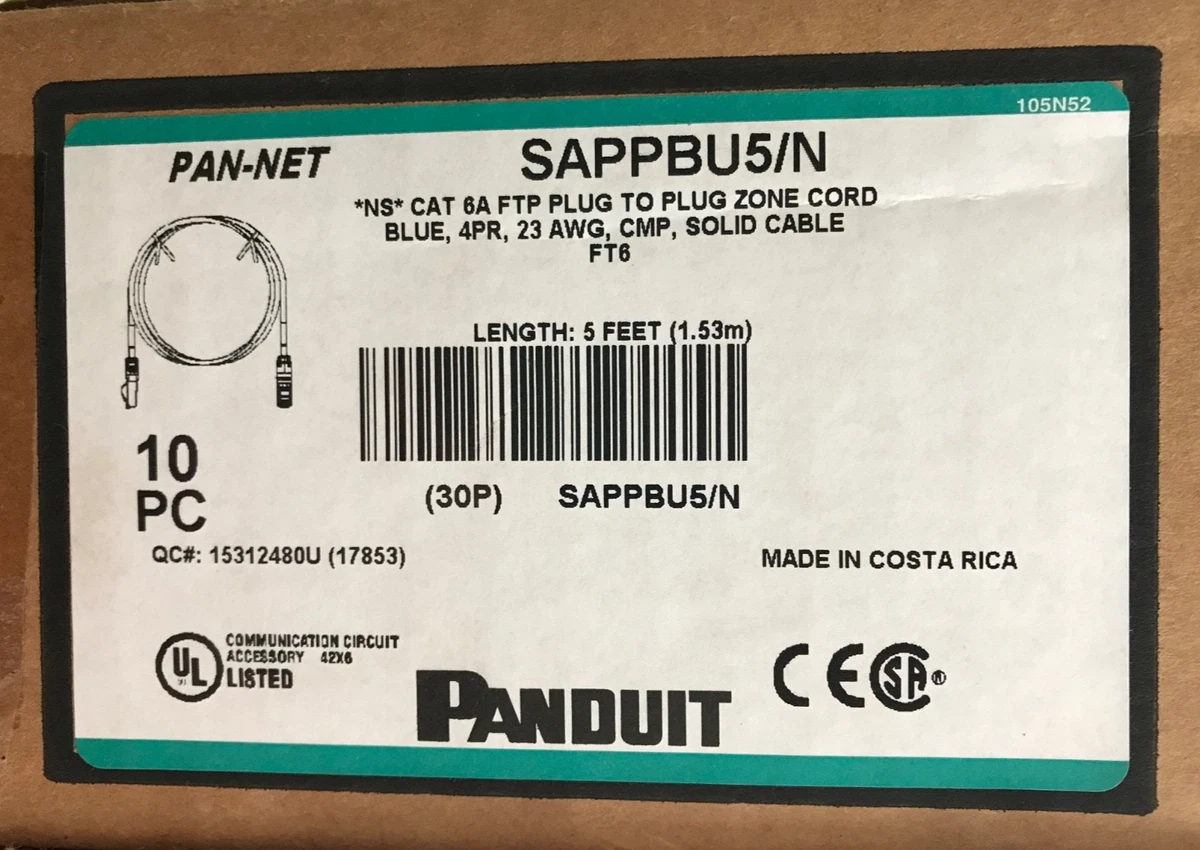 105N52
PAN-NET
SAPPBU5/N
*NS* CAT 6A FTP PLUG TO PLUG ZONE CORD
BLUE, 4PR, 23 AWG, CMP, SOLID CABLE
FT6
LENGTH: 5 FEET (1.53m)
10
PC
(30P) SAPPBU5/N
QC#: 15312480U (17853)
MADE IN COSTA RICA
UL
COMMUNICATION CIRCUIT
ACCESSORY 42X6
LISTED
PANDUIT
CE SA®